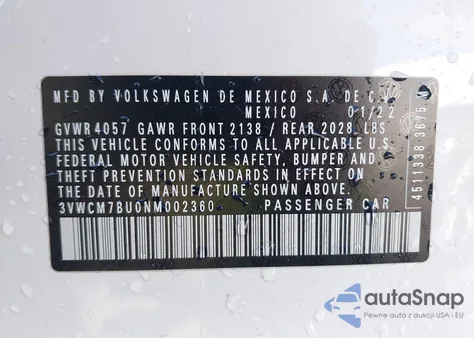 MFD BY VOLKSWAGEN DE MEXICO S.A. DE C.V.
MEXICO 01/22
GVWR 4057 GAWR FRONT 2138 / REAR 2028 LBS
THIS VEHICLE CONFORMS TO ALL APPLICABLE U.S.
FEDERAL MOTOR VEHICLE SAFETY, BUMPER AND
THEFT PREVENTION STANDARDS IN EFFECT ON
THE DATE OF MANUFACTURE SHOWN ABOVE
3VWCM7BU0NM002360 PASSENGER CAR
4511338-3675
autoSnap
Pewne auta z aukcji USA i EU